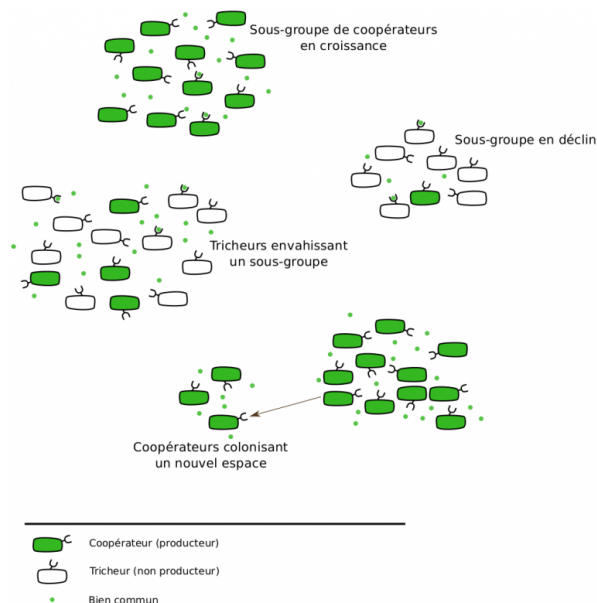 Sous-groupe de coopérateurs
en croissance
Sous-groupe en déclin
Tricheurs envahissant
un sous-groupe
Coopérateurs colonisant
un nouvel espace
Coopérateur (producteur)
Tricheur (non producteur)
Bien commun